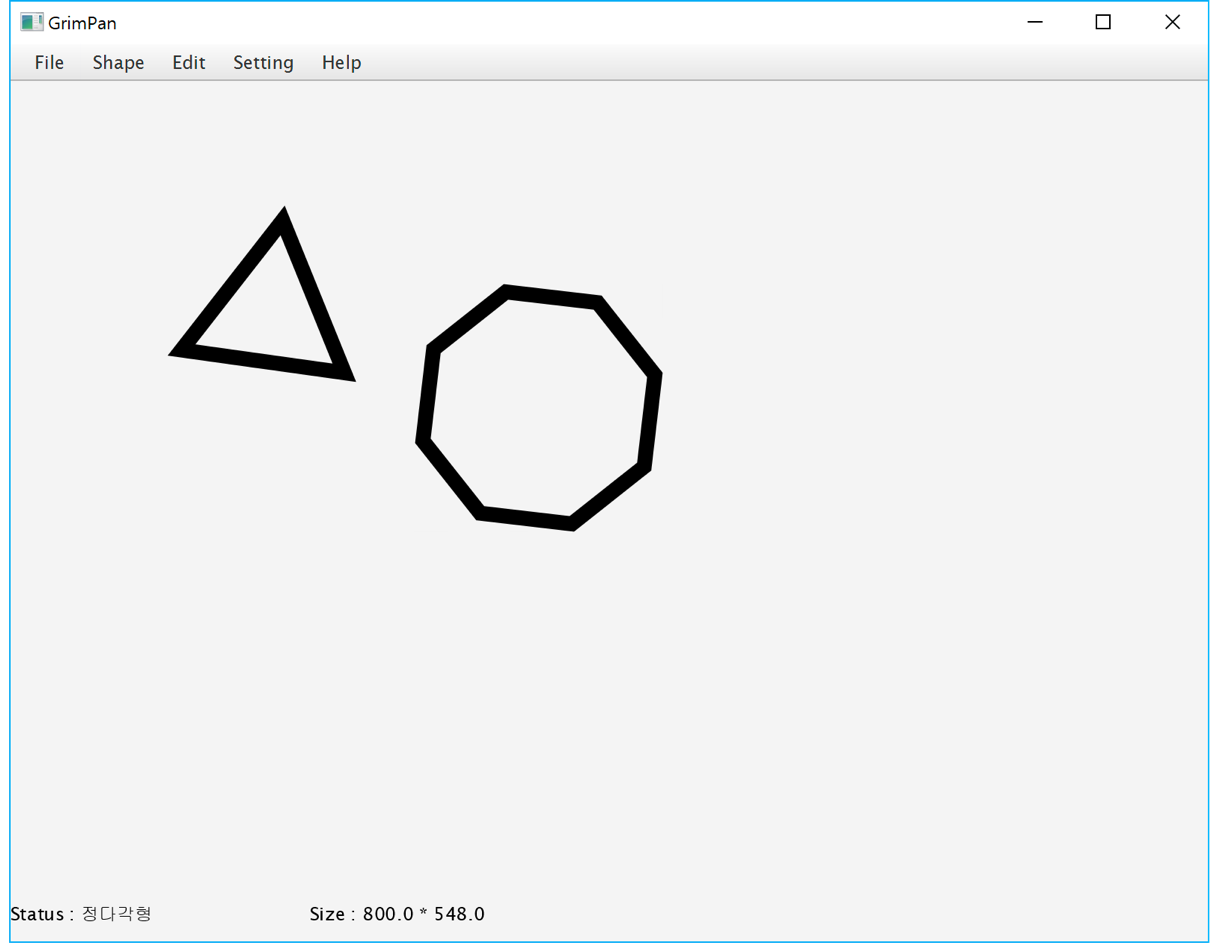 GrimPan
File Shape Edit Setting Help
Status : 정다각형 Size : 800.0 * 548.0